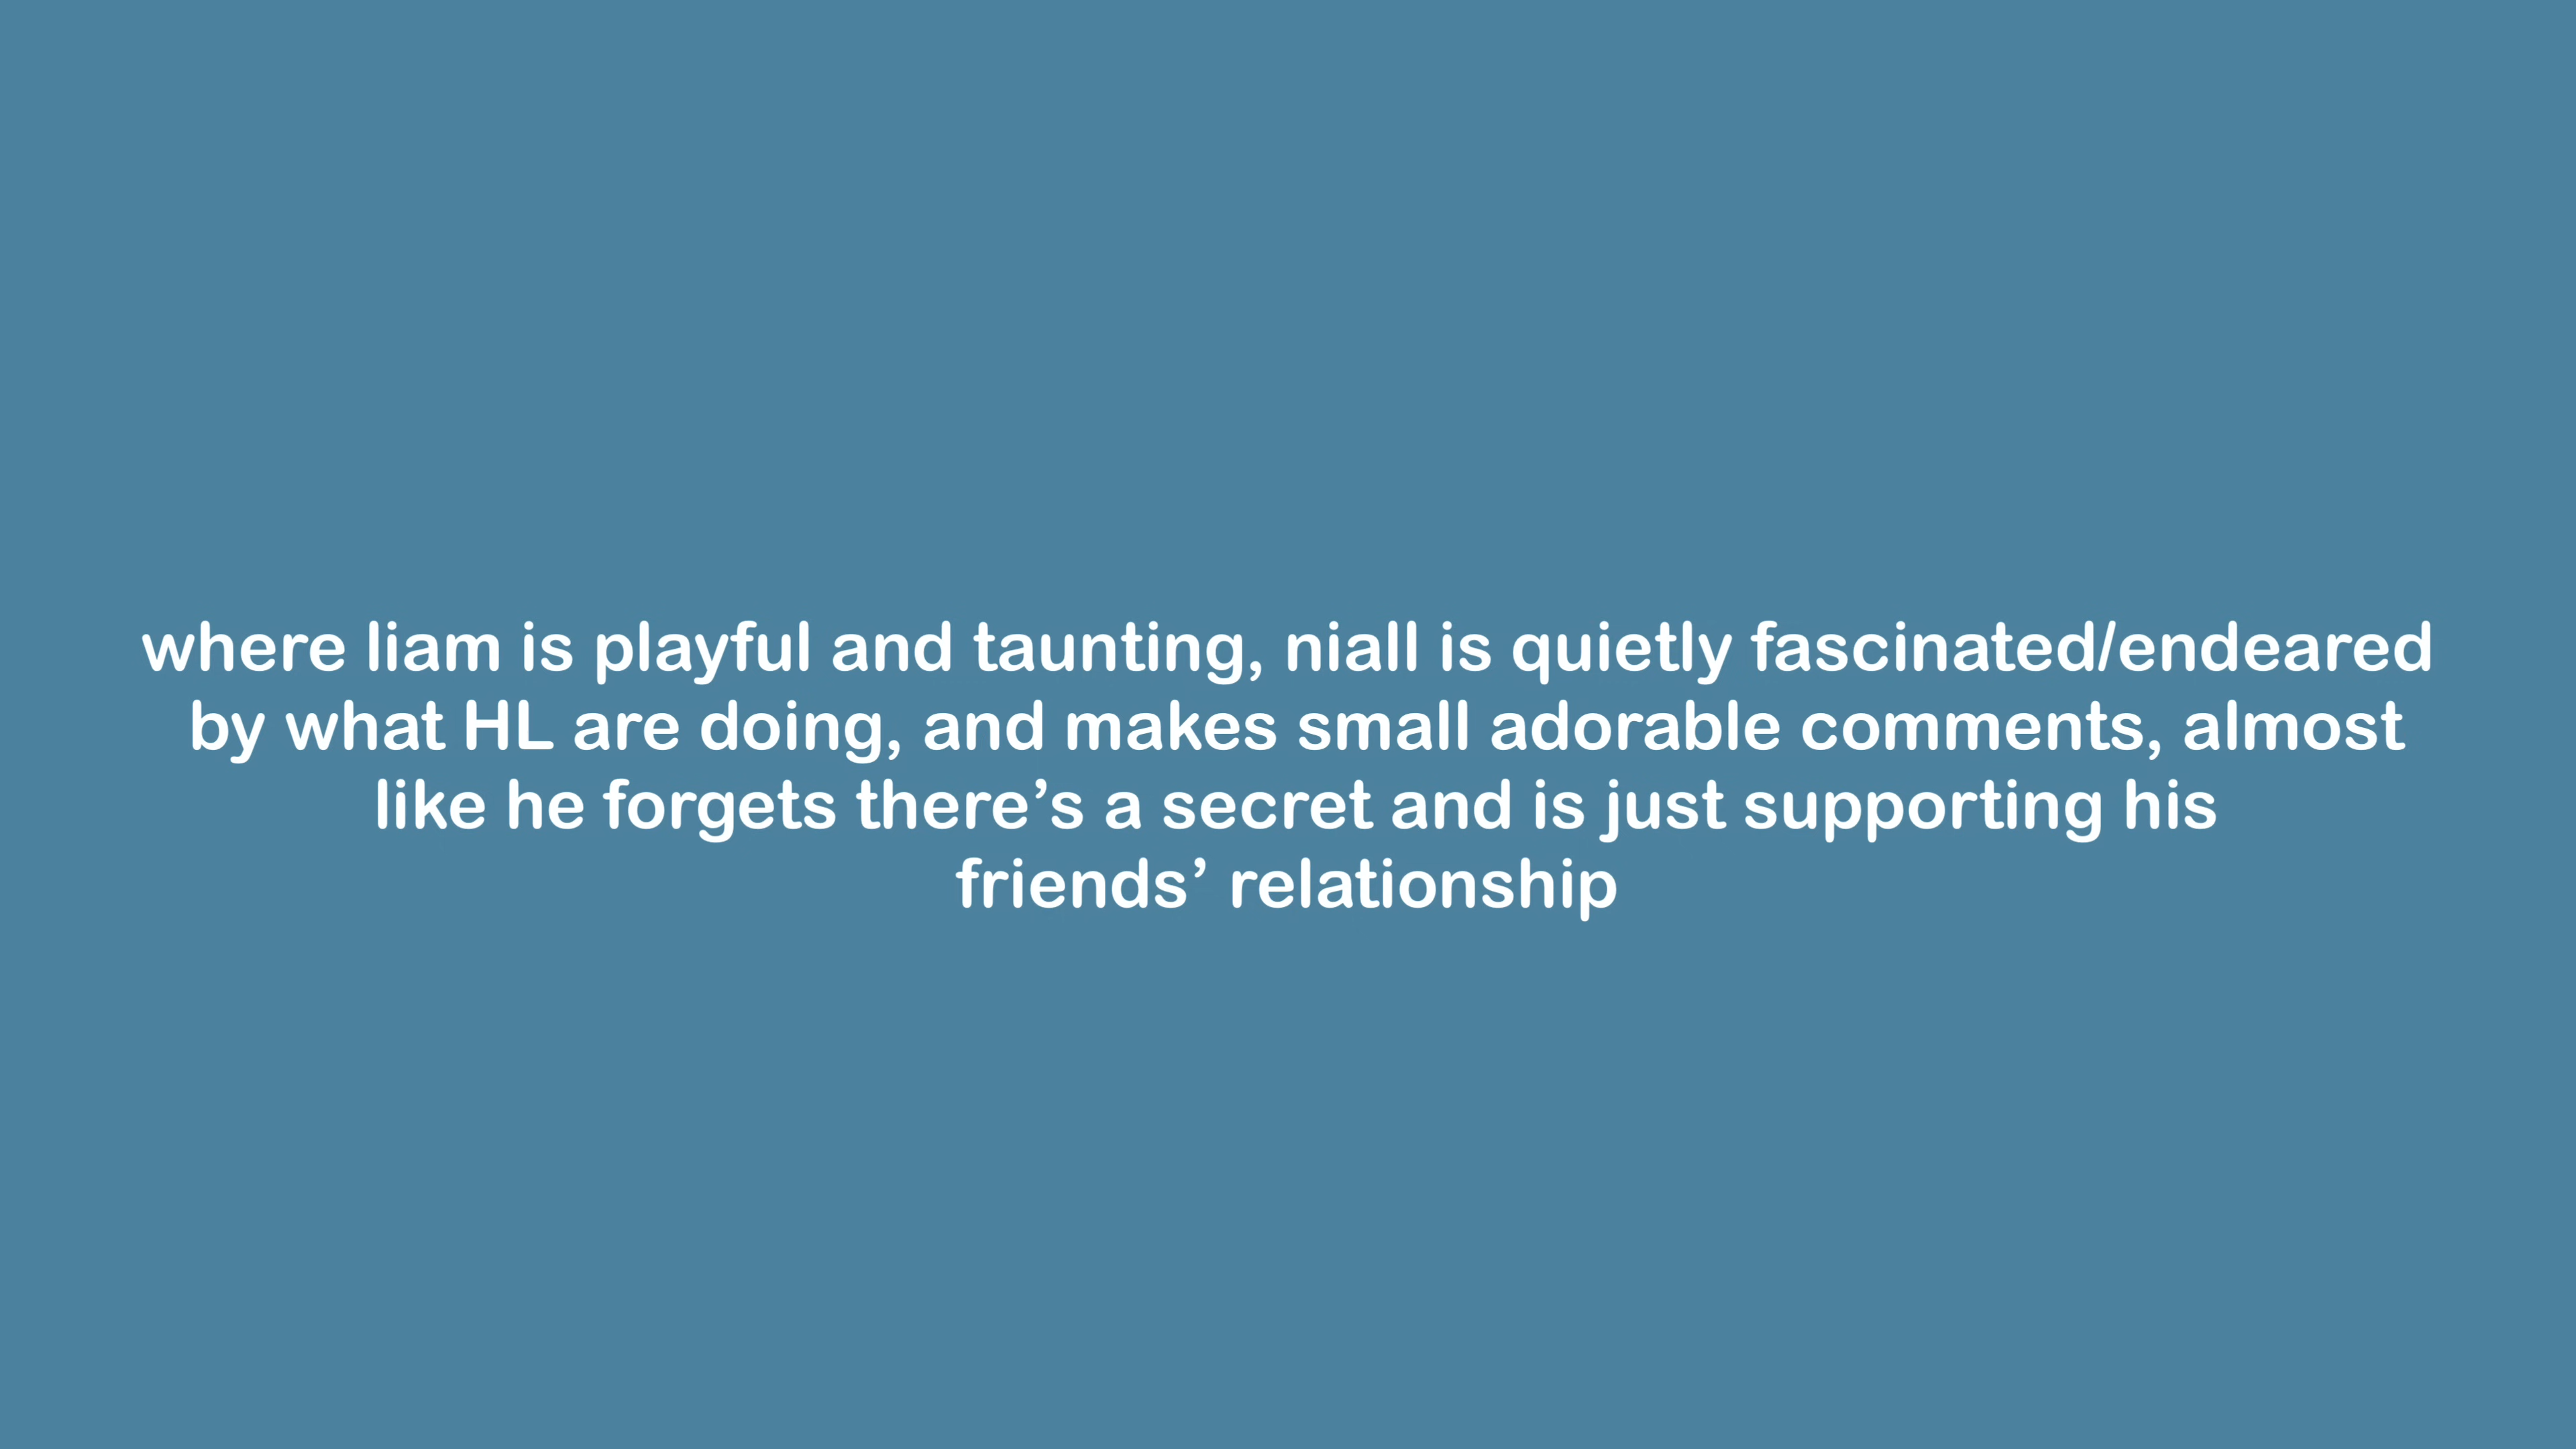 where liam is playful and taunting, niall is quietly fascinated/endeared
by what HL are doing, and makes small adorable comments, almost
like he forgets there’s a secret and is just supporting his
friends’ relationship